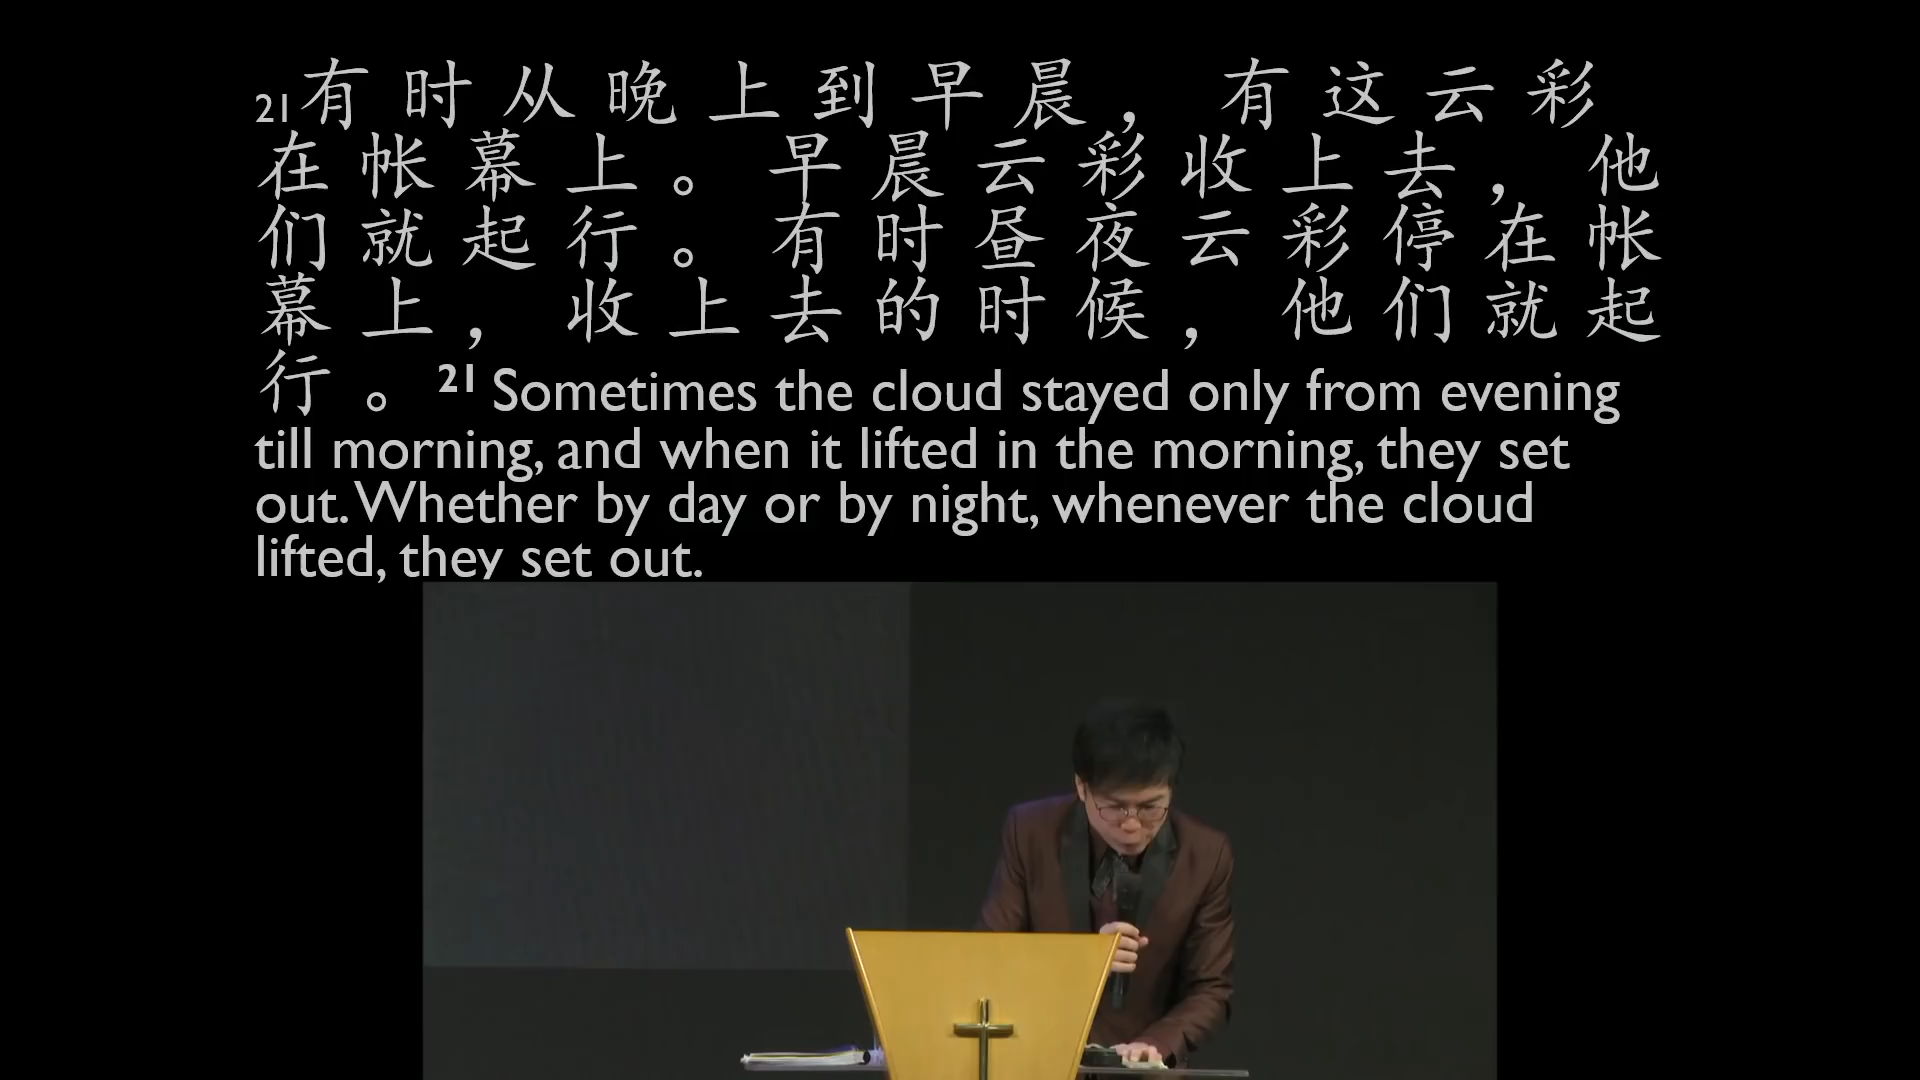 21有时从晚上到早晨，有这云彩
在帐幕上。早晨云彩收上去，他
们就起行。有时昼夜云彩停在帐
幕上，收上去的时候，他们就起
行。21 Sometimes the cloud stayed only from evening
till morning, and when it lifted in the morning, they set
out. Whether by day or by night, whenever the cloud
lifted, they set out.